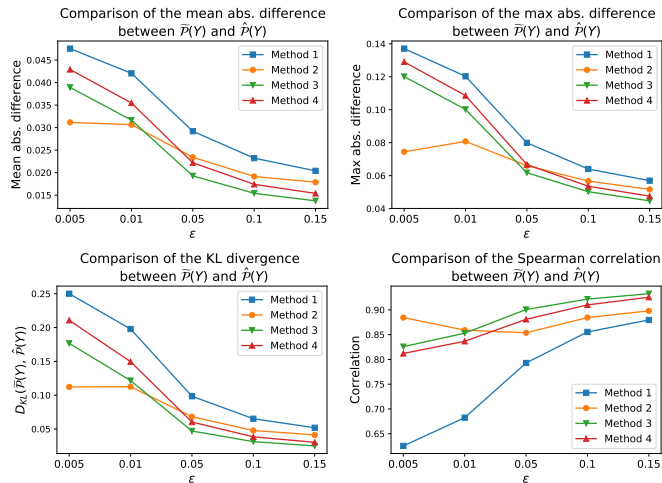 Comparison of the mean abs. difference
between P̃(Y) and P̂(Y)
Mean abs. difference
0.045
0.040
0.035
0.030
0.025
0.020
0.015
Method 1
Method 2
Method 3
Method 4
0.005 0.01 0.05 0.1 0.15
ε
Comparison of the max abs. difference
between P̃(Y) and P̂(Y)
Max abs. difference
0.14
0.12
0.10
0.08
0.06
0.04
Method 1
Method 2
Method 3
Method 4
0.005 0.01 0.05 0.1 0.15
ε
Comparison of the KL divergence
between P̃(Y) and P̂(Y)
D_KL(P̃(Y), P̂(Y))
0.25
0.20
0.15
0.10
0.05
Method 1
Method 2
Method 3
Method 4
0.005 0.01 0.05 0.1 0.15
ε
Comparison of the Spearman correlation
between P̃(Y) and P̂(Y)
Correlation
0.90
0.85
0.80
0.75
0.70
0.65
Method 1
Method 2
Method 3
Method 4
0.005 0.01 0.05 0.1 0.15
ε